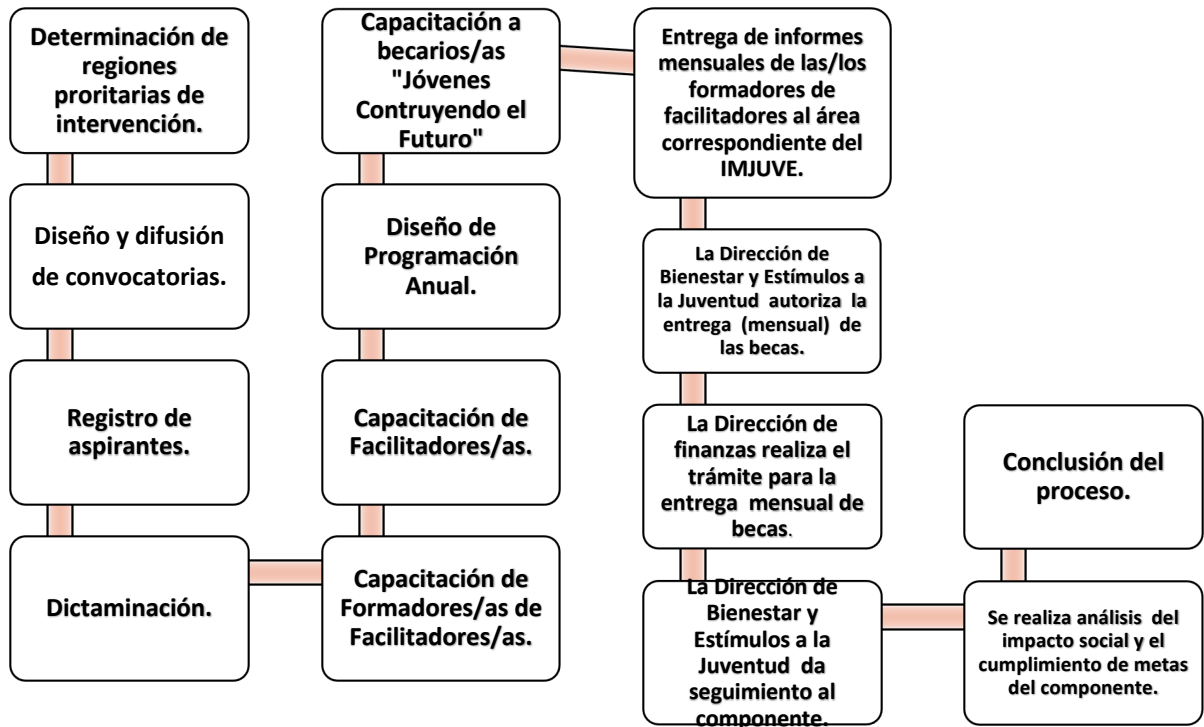 Determinación de
regiones
proritarias de
intervención.
Diseño y difusión
de convocatorias.
Registro de
aspirantes.
Dictaminación.
Capacitación de
Formadores/as de
Facilitadores/as.
Capacitación de
Facilitadores/as.
Diseño de
Programación
Anual.
Capacitación a
becarios/as
"Jóvenes
Contruyendo el
Futuro"
Entrega de informes
mensuales de las/los
formadores de
facilitadores al área
correspondiente del
IMJUVE.
La Dirección de
Bienestar y Estímulos a
la Juventud autoriza la
entrega (mensual) de
las becas.
La Dirección de
finanzas realiza el
trámite para la
entrega mensual de
becas.
La Dirección de
Bienestar y
Estímulos a la
Juventud da
seguimiento al
componente.
Se realiza análisis del
impacto social y el
cumplimiento de metas
del componente.
Conclusión del
proceso.